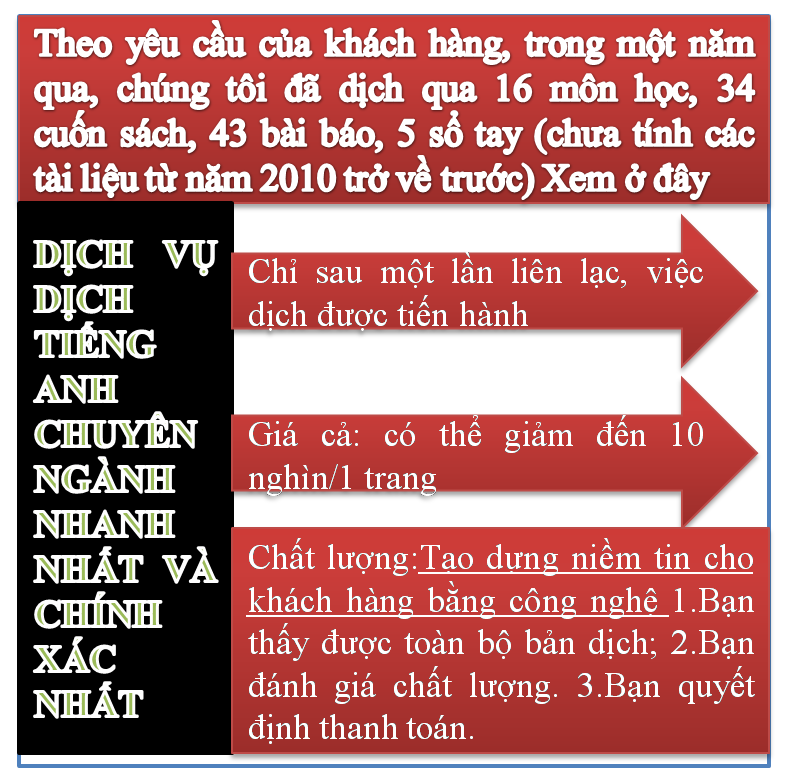 Theo yêu cầu của khách hàng, trong một năm
qua, chúng tôi đã dịch qua 16 môn học, 34
cuốn sách, 43 bài báo, 5 sổ tay (chưa tính các
tài liệu từ năm 2010 trở về trước) Xem ở đây
DỊCH VỤ
DỊCH
TIẾNG
ANH
CHUYÊN
NGÀNH
NHANH
NHẤT VÀ
CHÍNH
XÁC
NHẤT
Chỉ sau một lần liên lạc, việc
dịch được tiến hành
Giá cả: có thể giảm đến 10
nghìn/1 trang
Chất lượng:Tao dựng niềm tin cho
khách hàng bằng công nghệ 1.Bạn
thấy được toàn bộ bản dịch; 2.Bạn
đánh giá chất lượng. 3.Bạn quyết
định thanh toán.